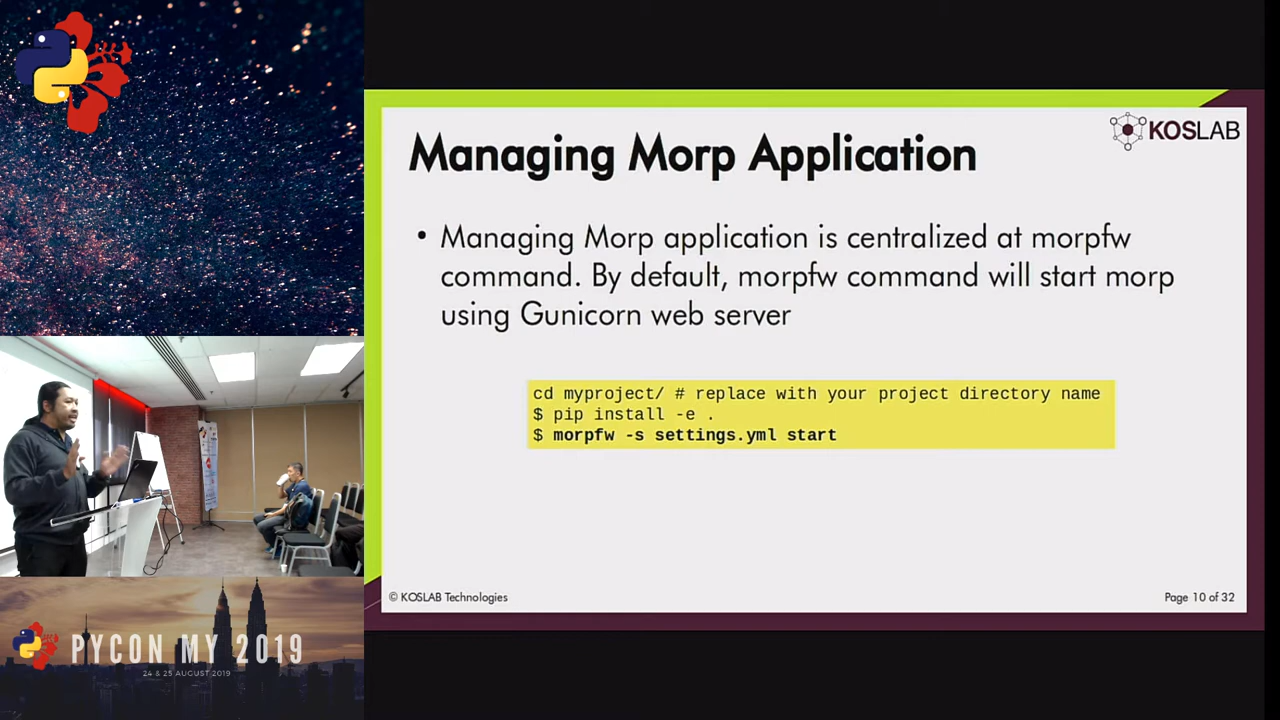 KOSLAB
Managing Morp Application
• Managing Morp application is centralized at morpfw
command. By default, morpfw command will start morp
using Gunicorn web server
cd myproject/ # replace with your project directory name
$ pip install -e .
$ morpfw -s settings.yml start
© KOSLAB Technologies
Page 10 of 32
PYCON MY 2019
24 & 25 AUGUST 2019